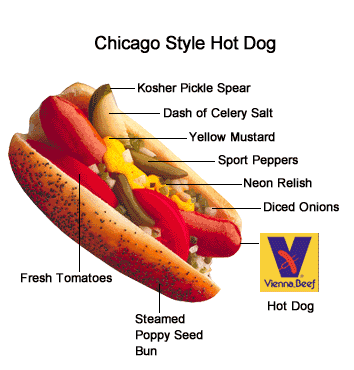 Chicago Style Hot Dog
Kosher Pickle Spear
Dash of Celery Salt
Yellow Mustard
Sport Peppers
Neon Relish
Diced Onions
Fresh Tomatoes
Vienna Beef
Hot Dog
Steamed
Poppy Seed
Bun